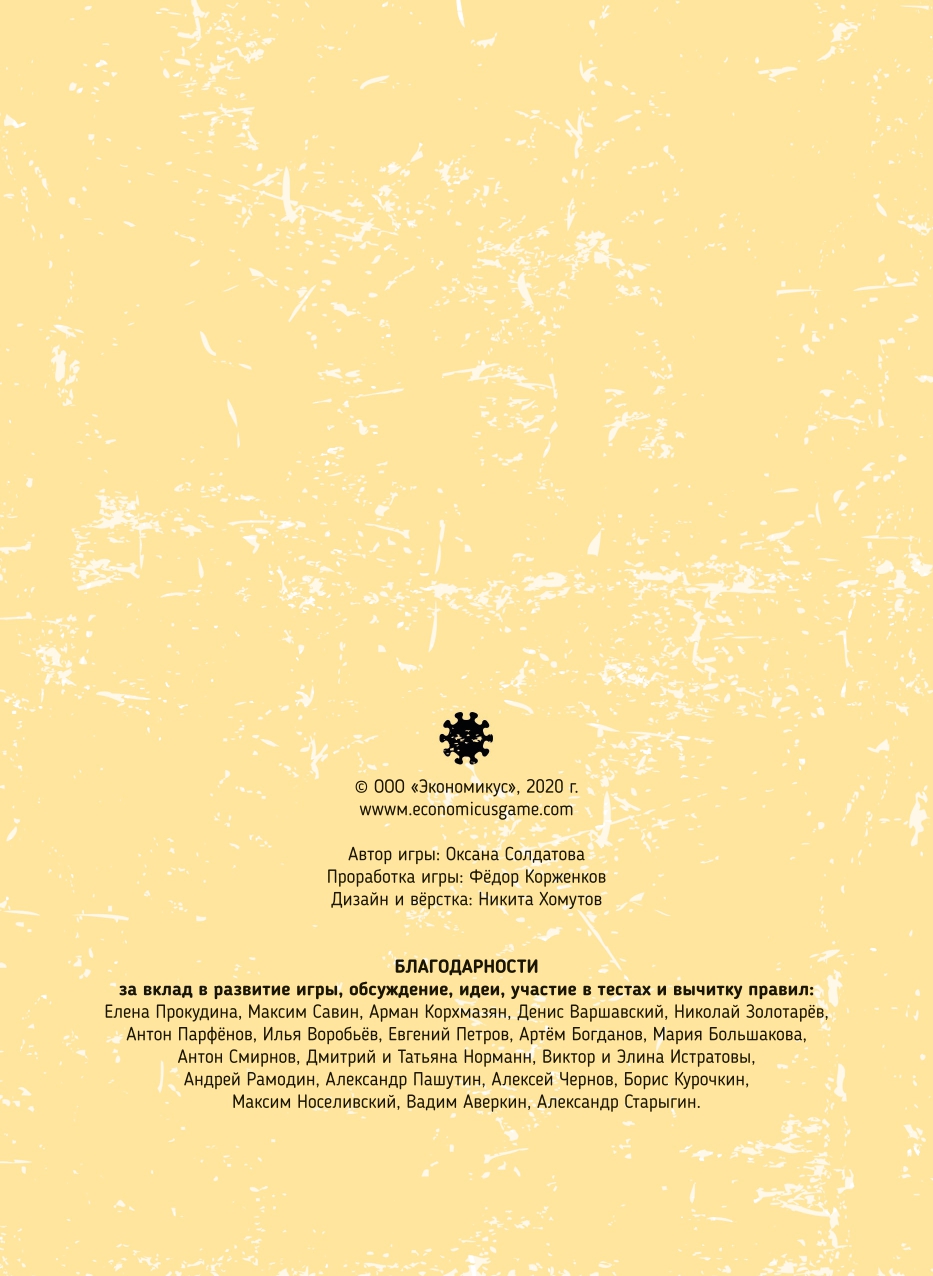 © ООО «Экономикус», 2020 г.
wwwm.economicusgame.com
Автор игры: Оксана Солдатова
Проработка игры: Фёдор Корженков
Дизайн и вёрстка: Никита Хомутов
БЛАГОДАРНОСТИ
за вклад в развитие игры, обсуждение, идеи, участие в тестах и вычитку правил:
Елена Прокудина, Максим Савин, Арман Корхмазян, Денис Варшавский, Николай Золотарёв,
Антон Парфёнов, Илья Воробьёв, Евгений Петров, Артём Богданов, Мария Большакова,
Антон Смирнов, Дмитрий и Татьяна Норманн, Виктор и Элина Истратовы,
Андрей Рамодин, Александр Пашутин, Алексей Чернов, Борис Курочкин,
Максим Носеливский, Вадим Аверкин, Александр Старыгин.